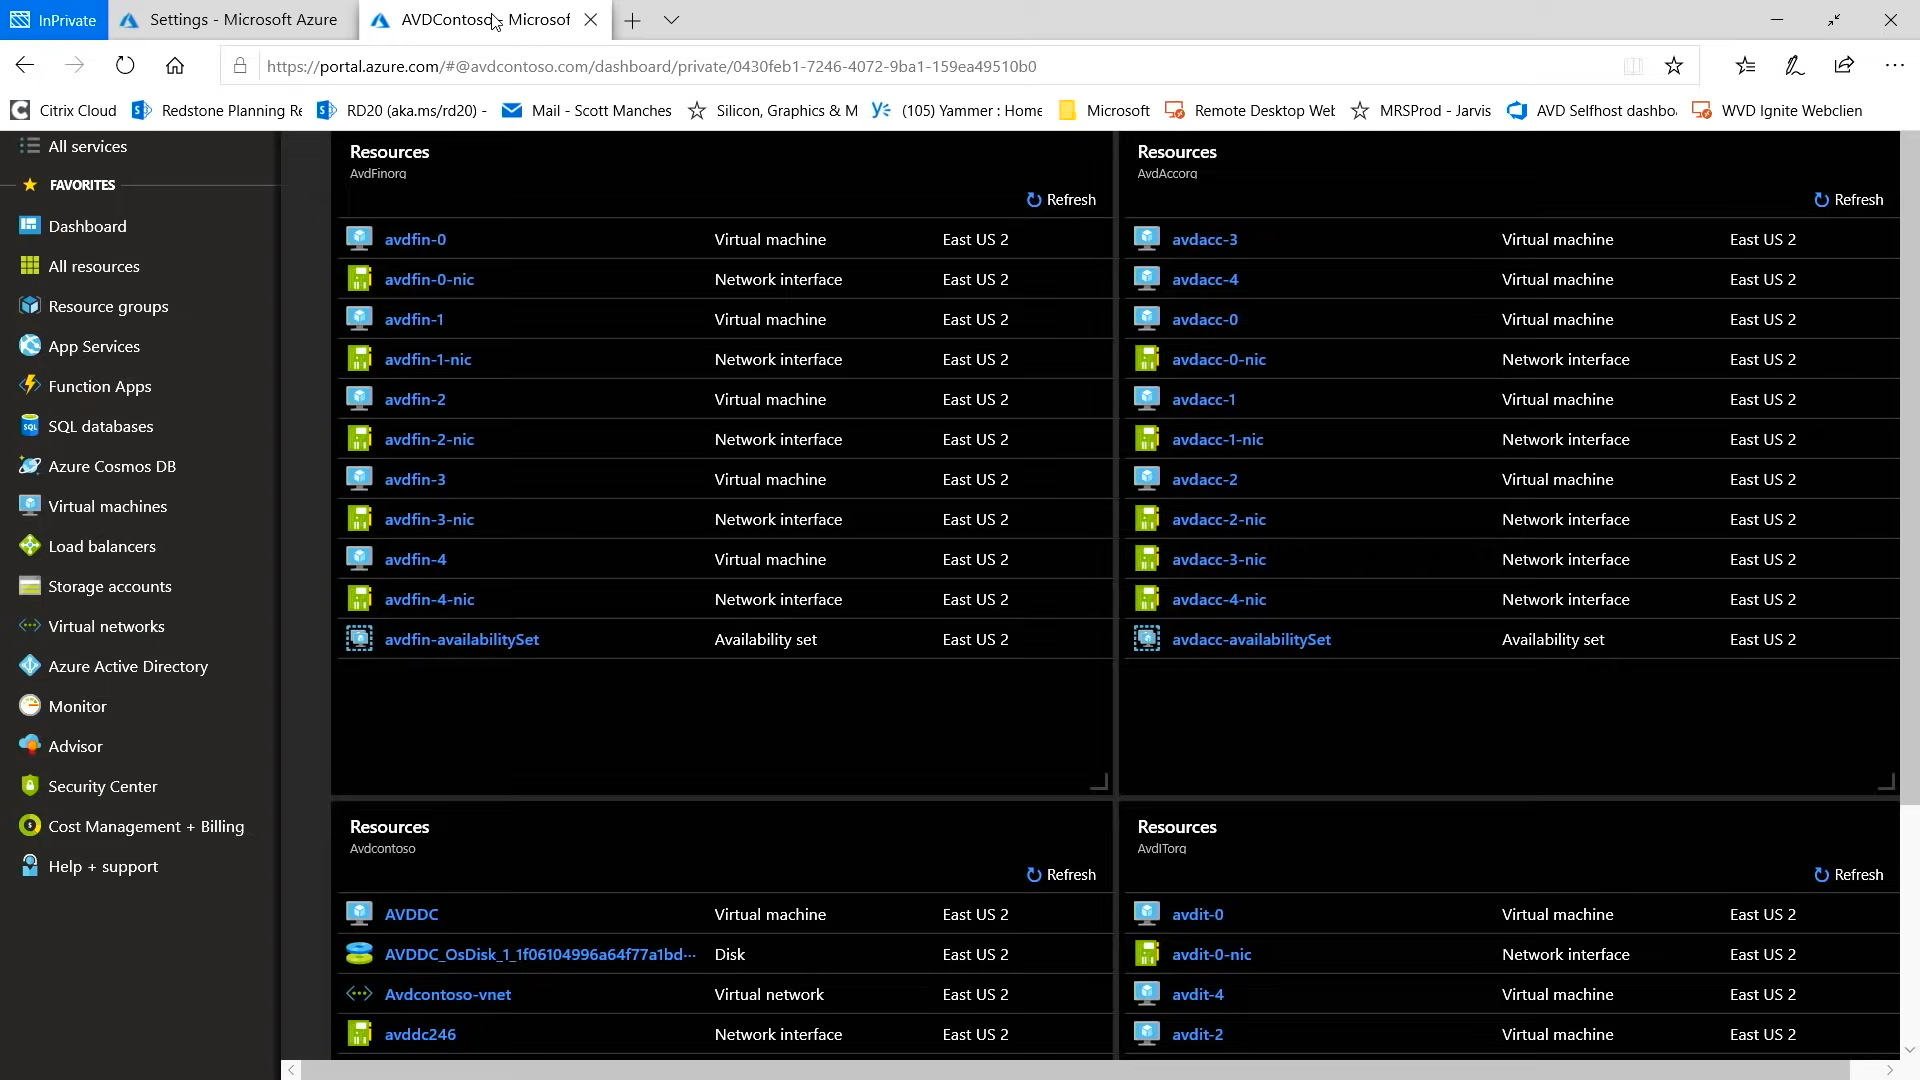 InPrivate
Settings - Microsoft Azure
AVDContoso - Microsof
https://portal.azure.com/#@avdcontoso.com/dashboard/private/0430feb1-7246-4072-9ba1-159ea49510b0
Citrix Cloud
Redstone Planning Re
RD20 (aka.ms/rd20) -
Mail - Scott Manches
Silicon, Graphics & M
(105) Yammer : Home
Microsoft
Remote Desktop Web
MRSProd - Jarvis
AVD Selfhost dashbo
WVD Ignite Webclien
All services
FAVORITES
Dashboard
All resources
Resource groups
App Services
Function Apps
SQL databases
Azure Cosmos DB
Virtual machines
Load balancers
Storage accounts
Virtual networks
Azure Active Directory
Monitor
Advisor
Security Center
Cost Management + Billing
Help + support
Resources
AvdFinorg
Refresh
avdfin-0 Virtual machine East US 2
avdfin-0-nic Network interface East US 2
avdfin-1 Virtual machine East US 2
avdfin-1-nic Network interface East US 2
avdfin-2 Virtual machine East US 2
avdfin-2-nic Network interface East US 2
avdfin-3 Virtual machine East US 2
avdfin-3-nic Network interface East US 2
avdfin-4 Virtual machine East US 2
avdfin-4-nic Network interface East US 2
avdfin-availabilitySet Availability set East US 2
Resources
AvdAccorg
Refresh
avdacc-3 Virtual machine East US 2
avdacc-4 Virtual machine East US 2
avdacc-0 Virtual machine East US 2
avdacc-0-nic Network interface East US 2
avdacc-1 Virtual machine East US 2
avdacc-1-nic Network interface East US 2
avdacc-2 Virtual machine East US 2
avdacc-2-nic Network interface East US 2
avdacc-3-nic Network interface East US 2
avdacc-4-nic Network interface East US 2
avdacc-availabilitySet Availability set East US 2
Resources
Avdcontoso
Refresh
AVDDC Virtual machine East US 2
AVDDC_OsDisk_1_1f06104996a64f77a1bd... Disk East US 2
Avdcontoso-vnet Virtual network East US 2
avddc246 Network interface East US 2
Resources
AvdITorg
Refresh
avdit-0 Virtual machine East US 2
avdit-0-nic Network interface East US 2
avdit-4 Virtual machine East US 2
avdit-2 Virtual machine East US 2